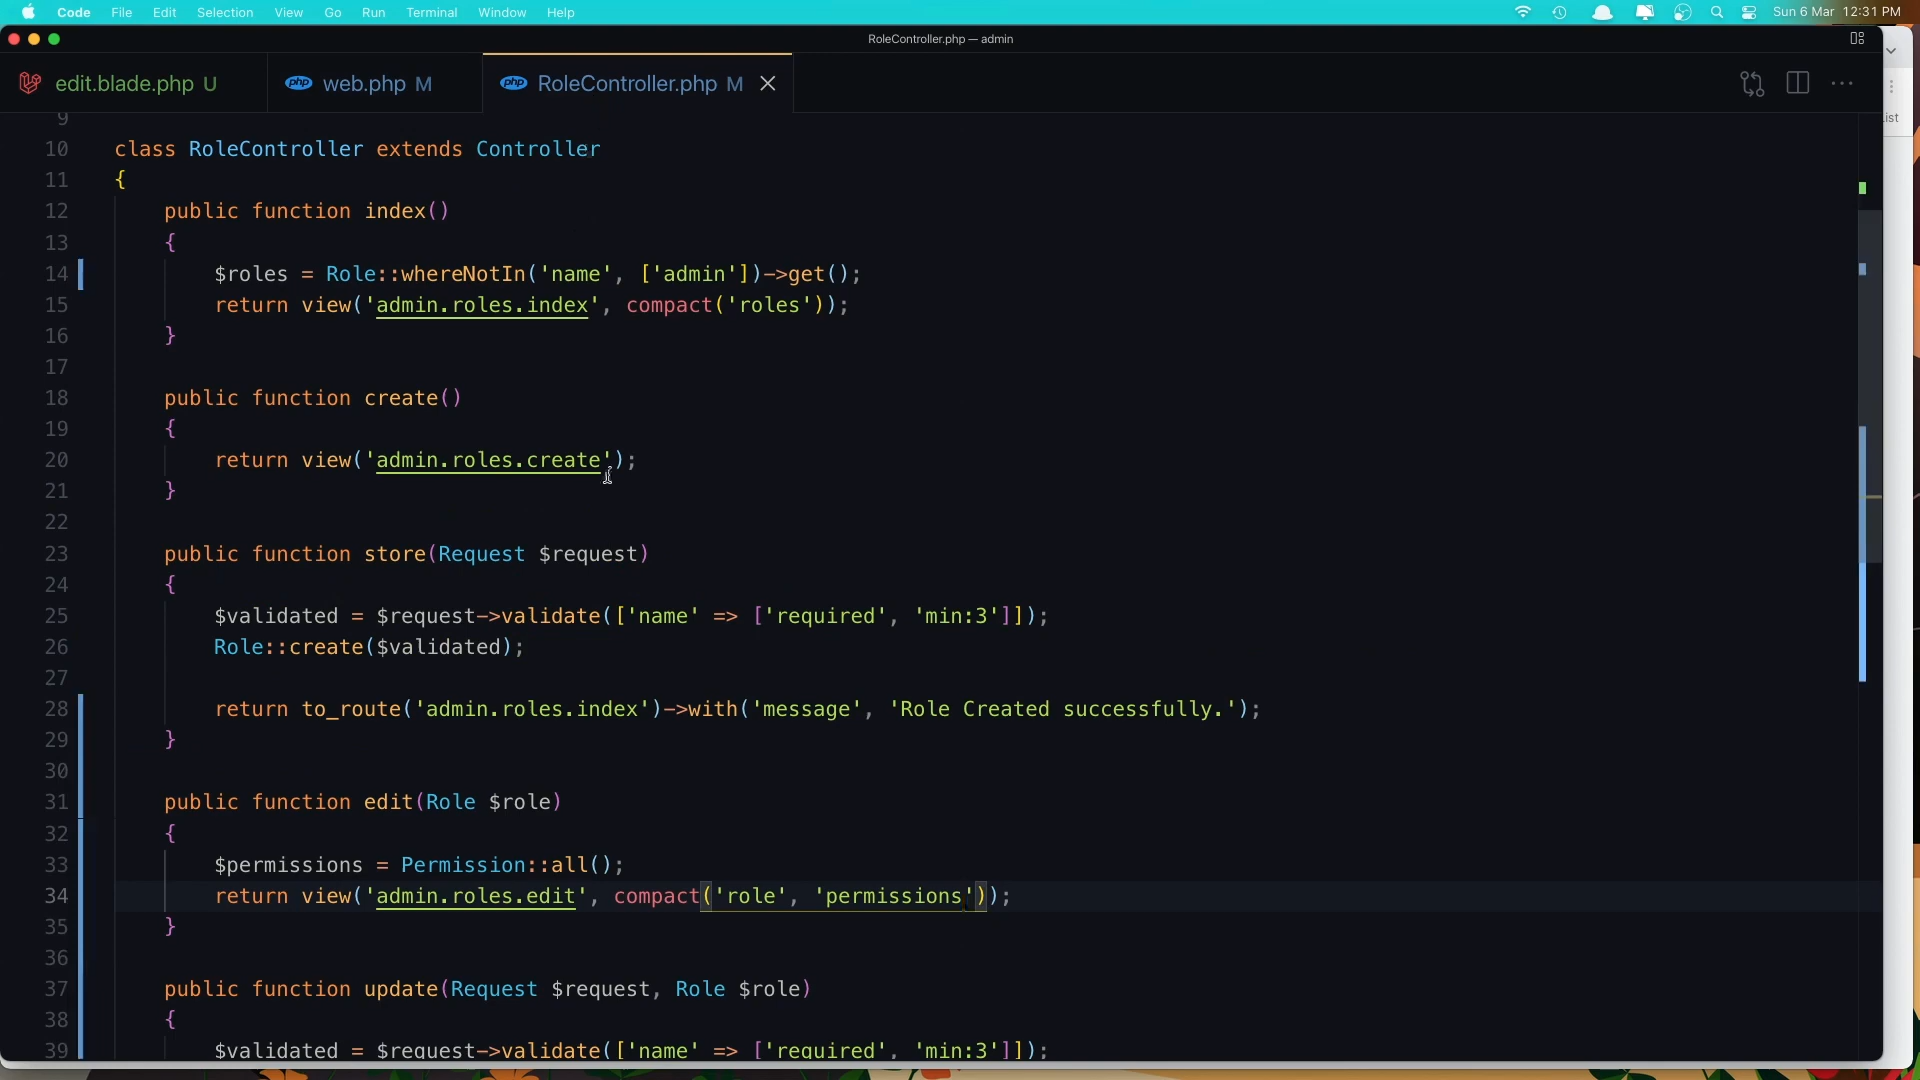 Code File Edit Selection View Go Run Terminal Window Help Sun 6 Mar 12:31 PM
RoleController.php — admin
edit.blade.php U php web.php M php RoleController.php M
ist
9
10 class RoleController extends Controller
11 {
12 public function index()
13 {
14 $roles = Role::whereNotIn('name', ['admin'])->get();
15 return view('admin.roles.index', compact('roles'));
16 }
17
18 public function create()
19 {
20 return view('admin.roles.create');
21 }
22
23 public function store(Request $request)
24 {
25 $validated = $request->validate(['name' => ['required', 'min:3']]);
26 Role::create($validated);
27
28 return to_route('admin.roles.index')->with('message', 'Role Created successfully.');
29 }
30
31 public function edit(Role $role)
32 {
33 $permissions = Permission::all();
34 return view('admin.roles.edit', compact('role', 'permissions'));
35 }
36
37 public function update(Request $request, Role $role)
38 {
39 $validated = $request->validate(['name' => ['required', 'min:3']]);